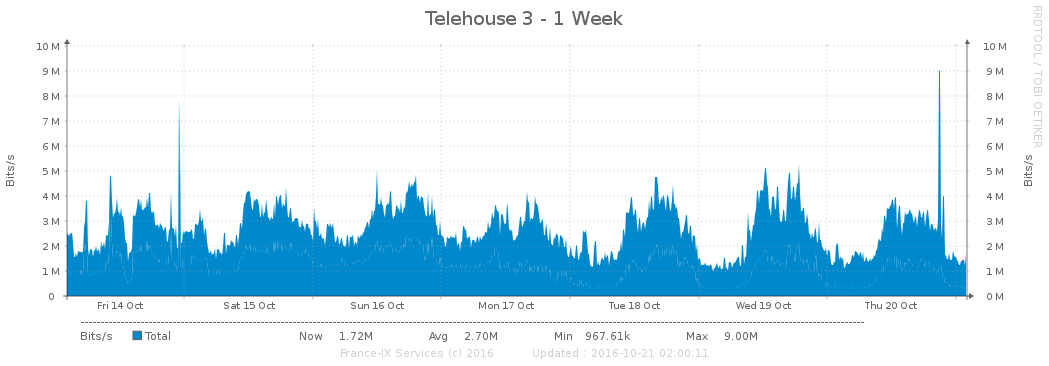 Telehouse 3 - 1 Week
RRDTOOL / TOBI OETIKER
Bits/s
10 M
9 M
8 M
7 M
6 M
5 M
4 M
3 M
2 M
1 M
0
10 M
9 M
8 M
7 M
6 M
5 M
4 M
3 M
2 M
1 M
0 M
Bits/s
Fri 14 Oct Sat 15 Oct Sun 16 Oct Mon 17 Oct Tue 18 Oct Wed 19 Oct Thu 20 Oct
Bits/s Total Now 1.72M Avg 2.70M Min 967.61k Max 9.00M
France-IX Services (c) 2016 Updated : 2016-10-21 02:00:11